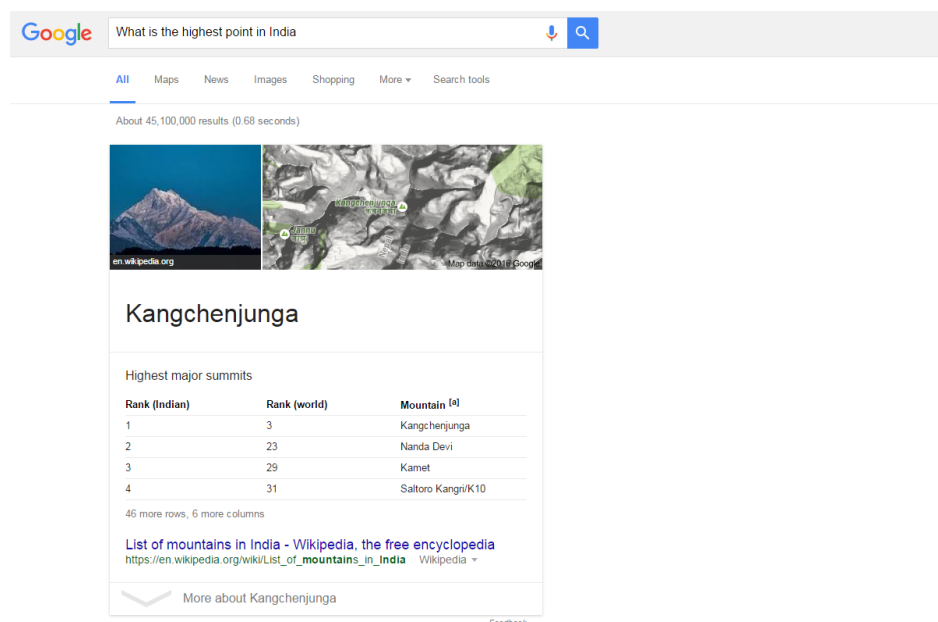 Google
What is the highest point in India
All Maps News Images Shopping More Search tools
About 45,100,000 results (0.68 seconds)
Kangchenjunga
Jannu
Nepal
India
en.wikipedia.org
Map data ©2016 Google
Kangchenjunga
Highest major summits
Rank (Indian) Rank (world) Mountain [a]
1 3 Kangchenjunga
2 23 Nanda Devi
3 29 Kamet
4 31 Saltoro Kangri/K10
46 more rows, 6 more columns
List of mountains in India - Wikipedia, the free encyclopedia
https://en.wikipedia.org/wiki/List_of_mountains_in_India Wikipedia
More about Kangchenjunga